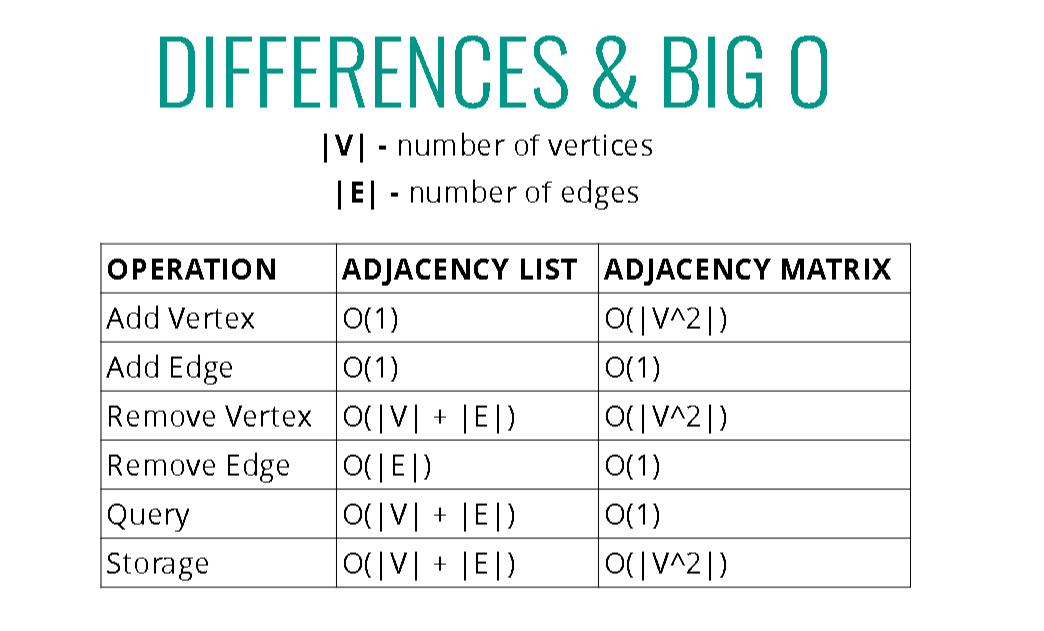 DIFFERENCES & BIG O
|V| - number of vertices
|E| - number of edges
OPERATION ADJACENCY LIST ADJACENCY MATRIX
Add Vertex O(1) O(|V^2|)
Add Edge O(1) O(1)
Remove Vertex O(|V| + |E|) O(|V^2|)
Remove Edge O(|E|) O(1)
Query O(|V| + |E|) O(1)
Storage O(|V| + |E|) O(|V^2|)